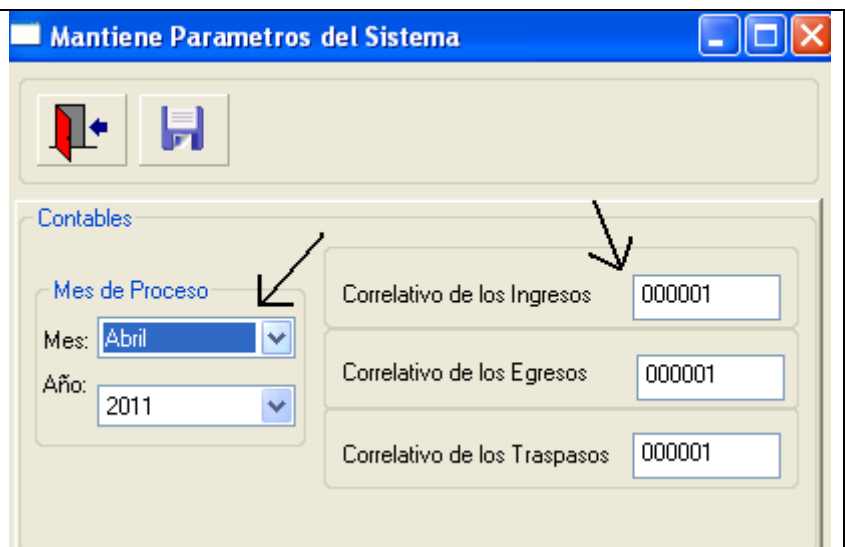 Mantiene Parametros del Sistema
Contables
Mes de Proceso
Mes: Abril
Año: 2011
Correlativo de los Ingresos 000001
Correlativo de los Egresos 000001
Correlativo de los Traspasos 000001